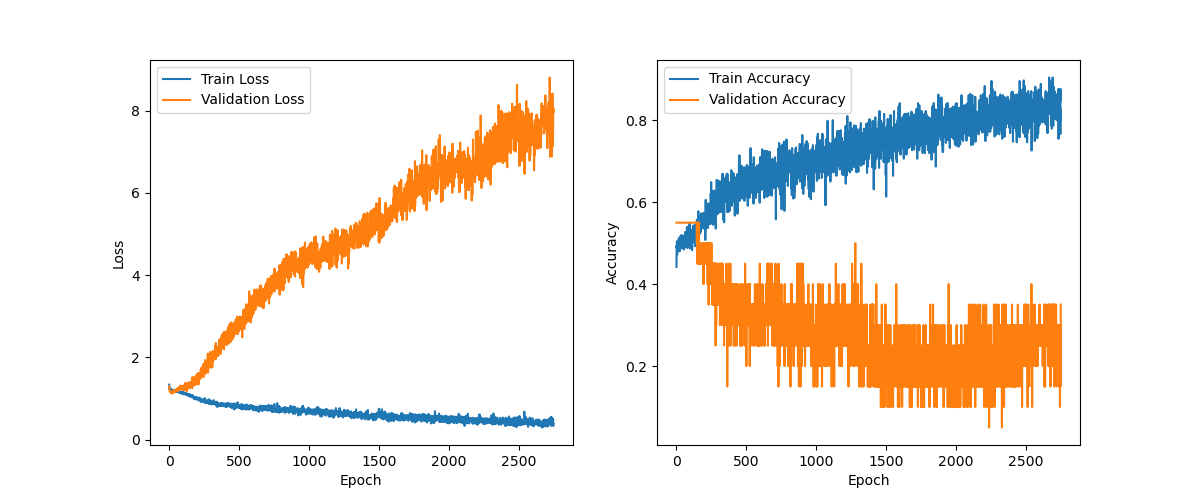 Train Loss
Validation Loss
8
6
4
2
0
Loss
0 500 1000 1500 2000 2500
Epoch
Train Accuracy
Validation Accuracy
0.8
0.6
0.4
0.2
Accuracy
0 500 1000 1500 2000 2500
Epoch